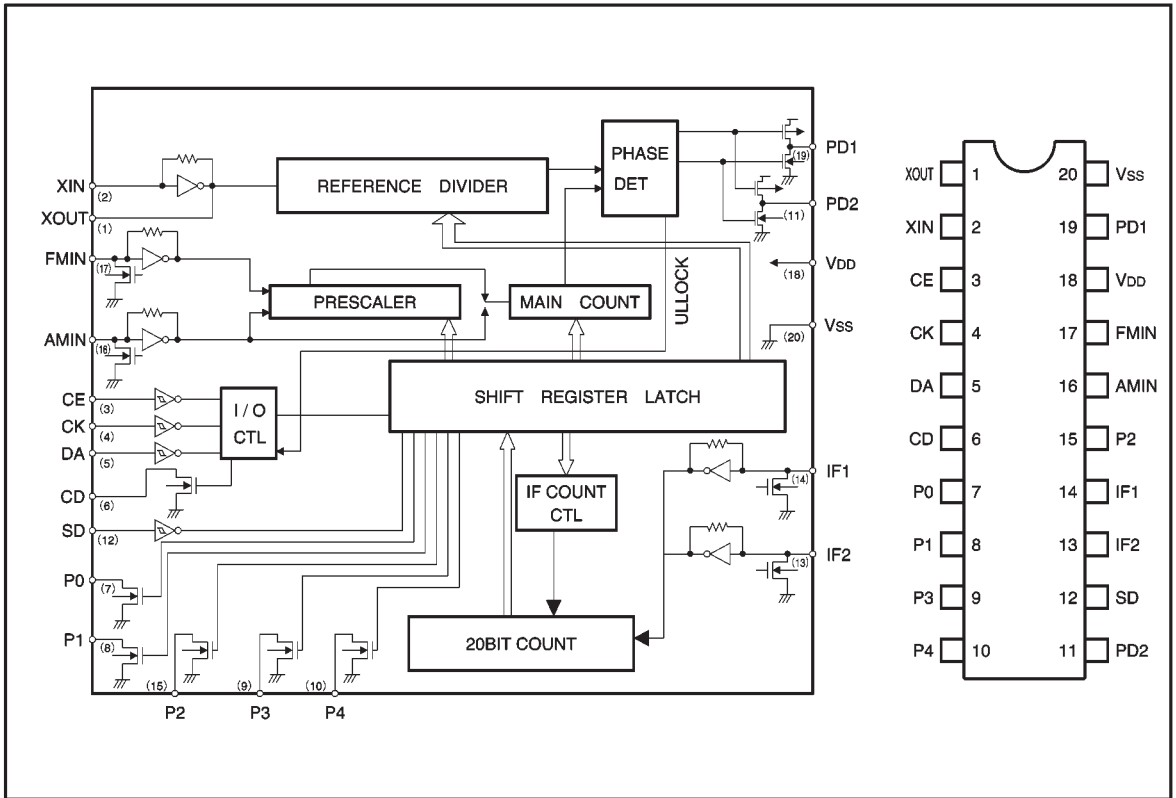 XIN
(2)
XOUT
(1)
FMIN
(17)
AMIN
(16)
CE
(3)
CK
(4)
DA
(5)
CD
(6)
SD
(12)
P0
(7)
P1
(8)
(15)
P2
(9)
P3
(10)
P4
REFERENCE DIVIDER
PHASE
DET
PRESCALER
MAIN COUNT
ULLOCK
I / O
CTL
SHIFT REGISTER LATCH
IF COUNT
CTL
20BIT COUNT
PD1
(19)
PD2
(11)
VDD
(18)
VSS
(20)
IF1
(14)
IF2
(13)
XOUT 1 20 VSS
XIN 2 19 PD1
CE 3 18 VDD
CK 4 17 FMIN
DA 5 16 AMIN
CD 6 15 P2
P0 7 14 IF1
P1 8 13 IF2
P3 9 12 SD
P4 10 11 PD2